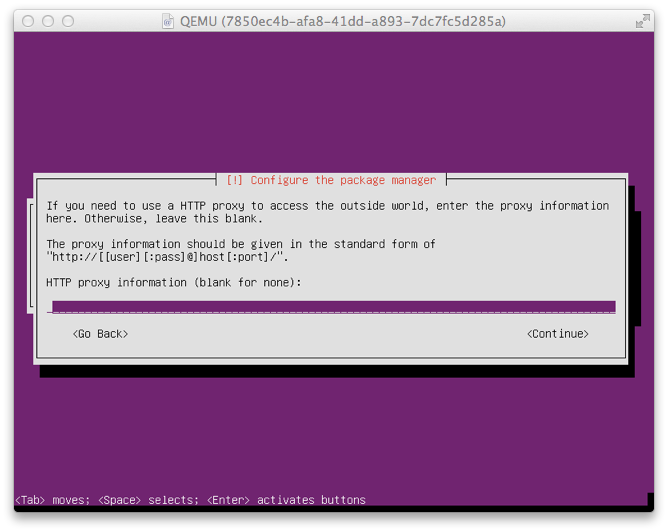 QEMU (7850ec4b-afa8-41dd-a893-7dc7fc5d285a)
[!] Configure the package manager
If you need to use a HTTP proxy to access the outside world, enter the proxy information
here. Otherwise, leave this blank.
The proxy information should be given in the standard form of
"http://[[user][:pass]@]host[:port]/".
HTTP proxy information (blank for none):
<Go Back> <Continue>
<Tab> moves; <Space> selects; <Enter> activates buttons